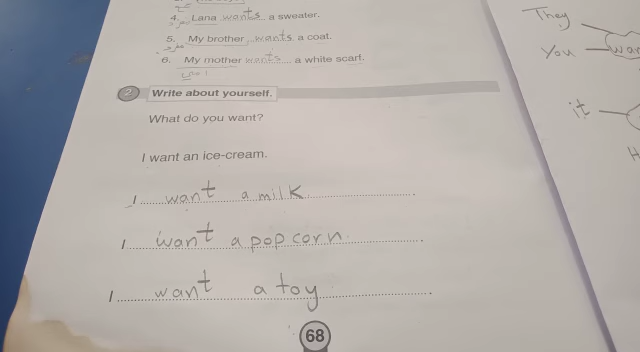 4. Lana wants a sweater.
They
5. My brother wants a coat.
You
6. My mother wants a white scarf.
2 Write about yourself.
What do you want?
it
I want an ice-cream.
H
I want a milk
I want a pop corn
I want a toy
68